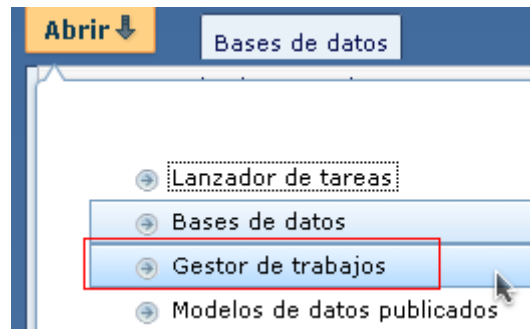 Abrir
Bases de datos
Lanzador de tareas
Bases de datos
Gestor de trabajos
Modelos de datos publicados